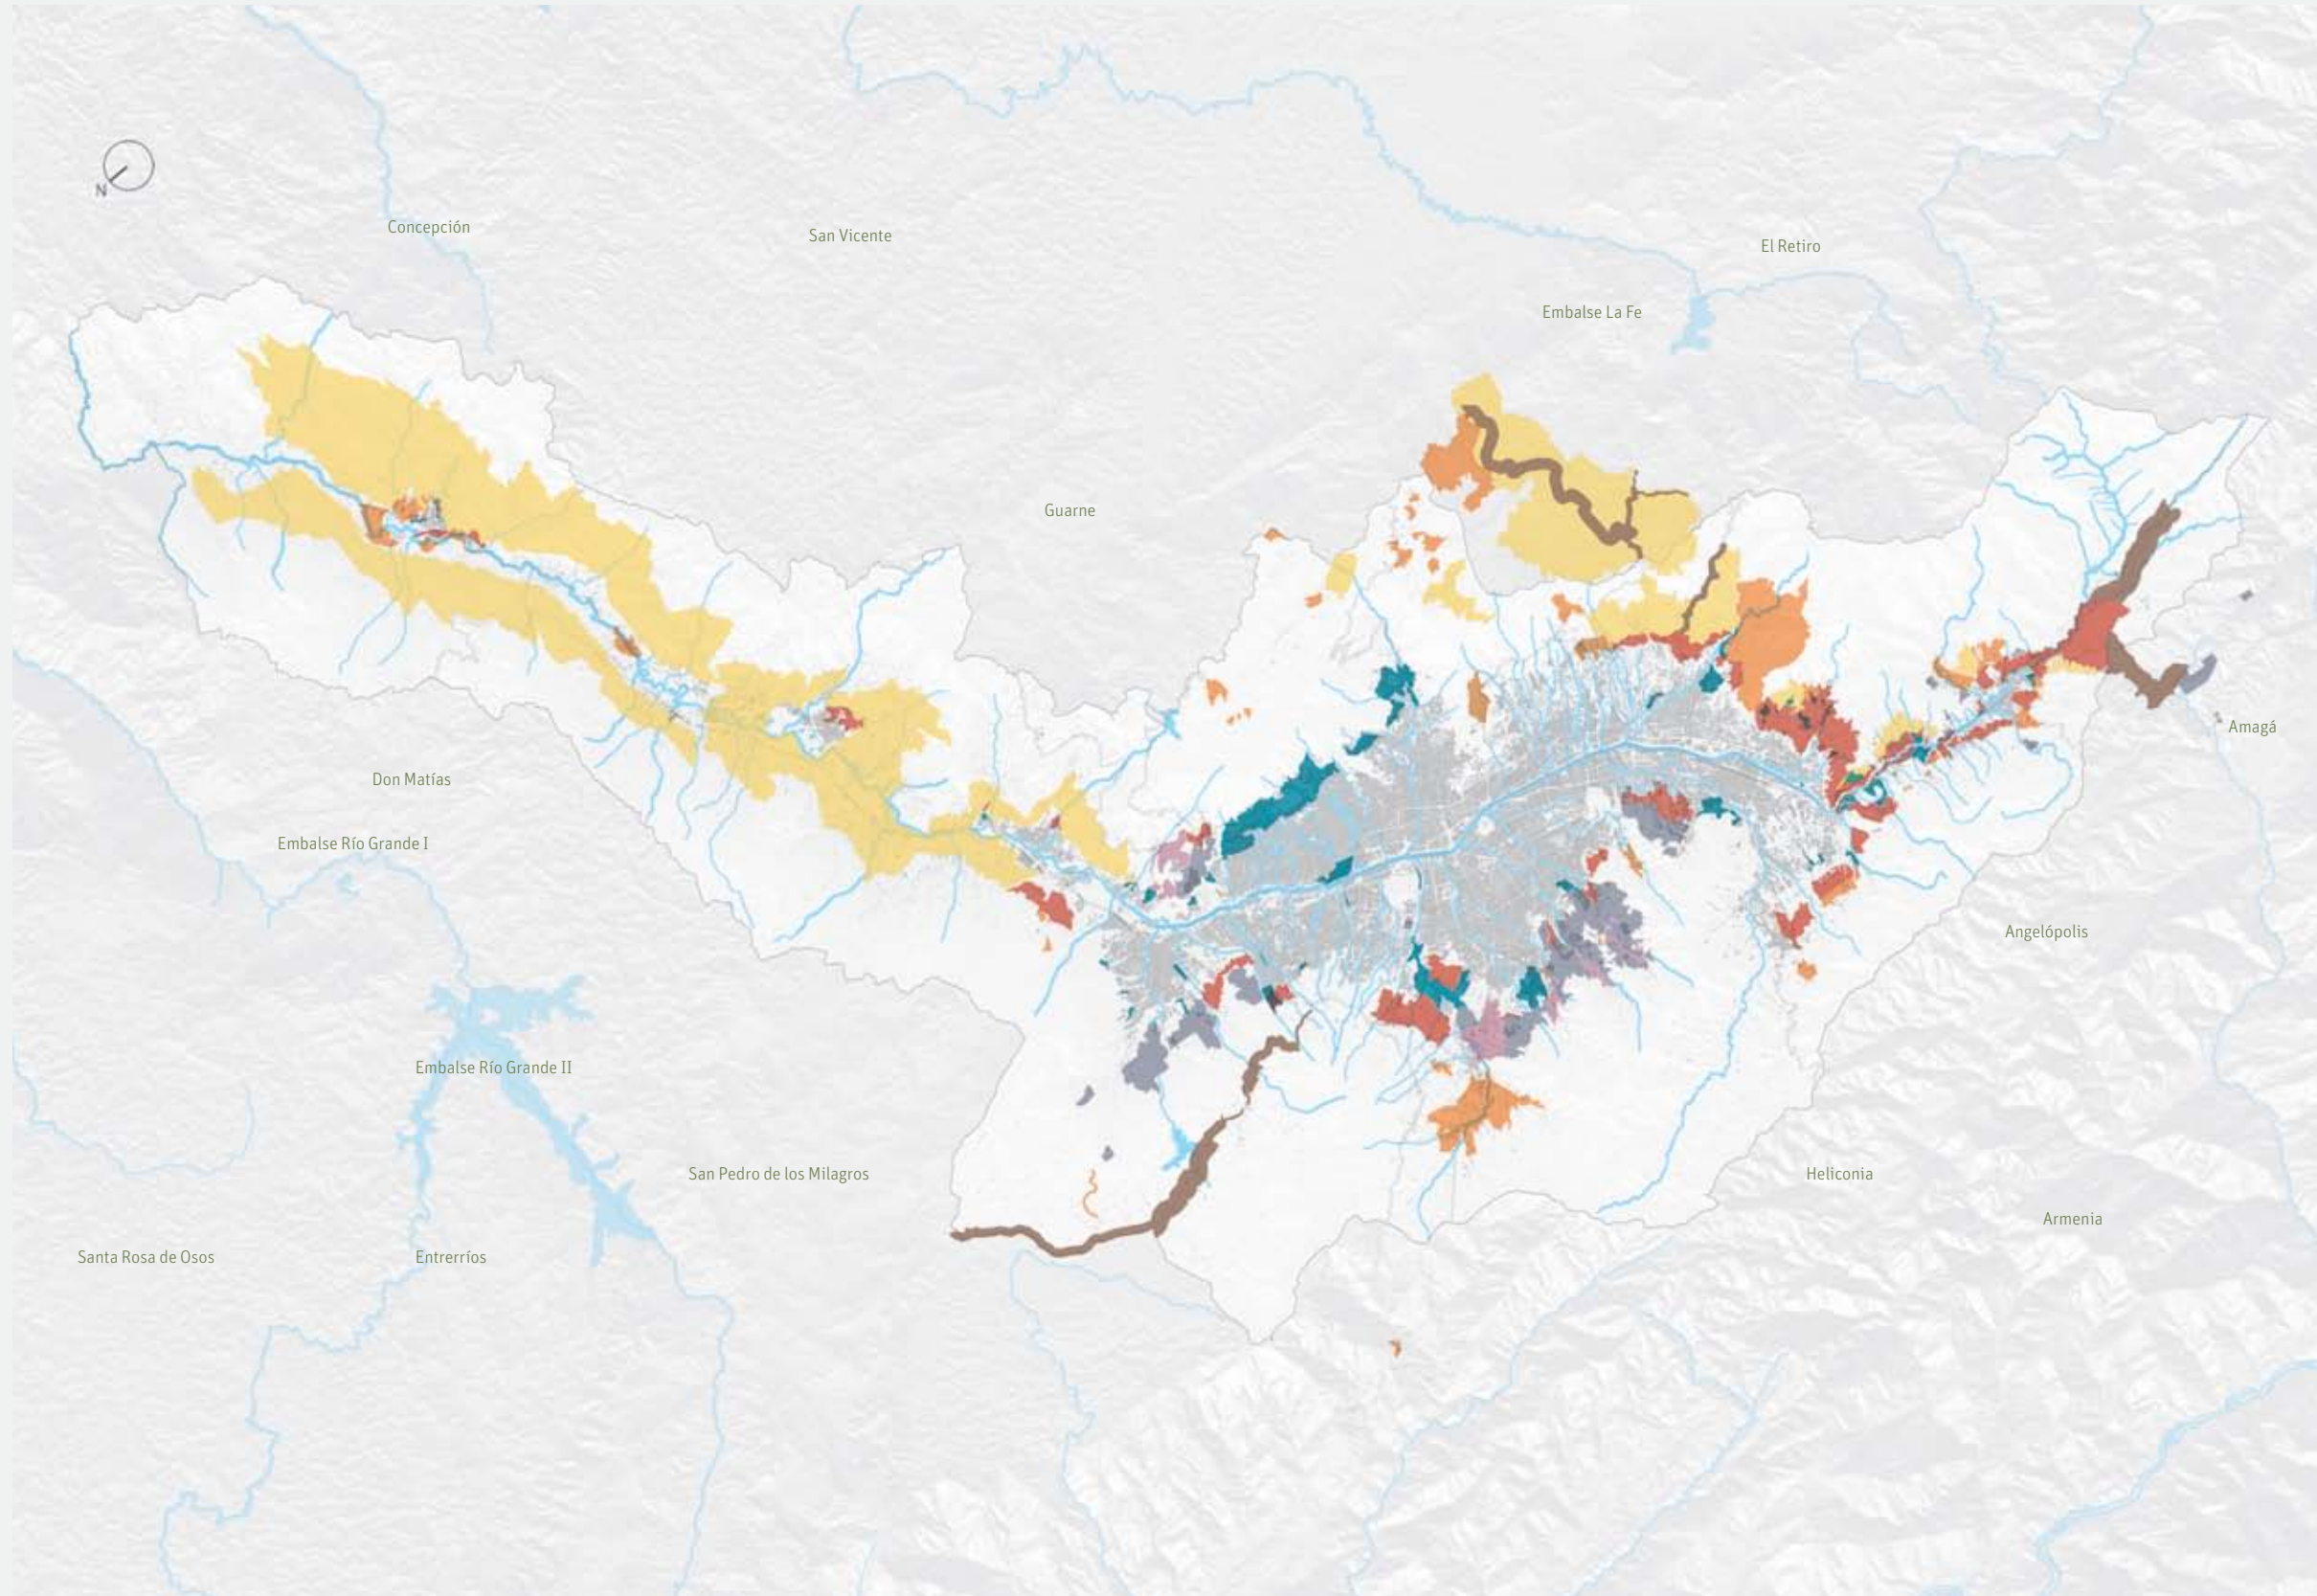 N
Concepción
San Vicente
El Retiro
Embalse La Fe
Guarne
Amagá
Don Matías
Embalse Río Grande I
Angelópolis
Embalse Río Grande II
San Pedro de los Milagros
Heliconia
Armenia
Santa Rosa de Osos
Entrerríos